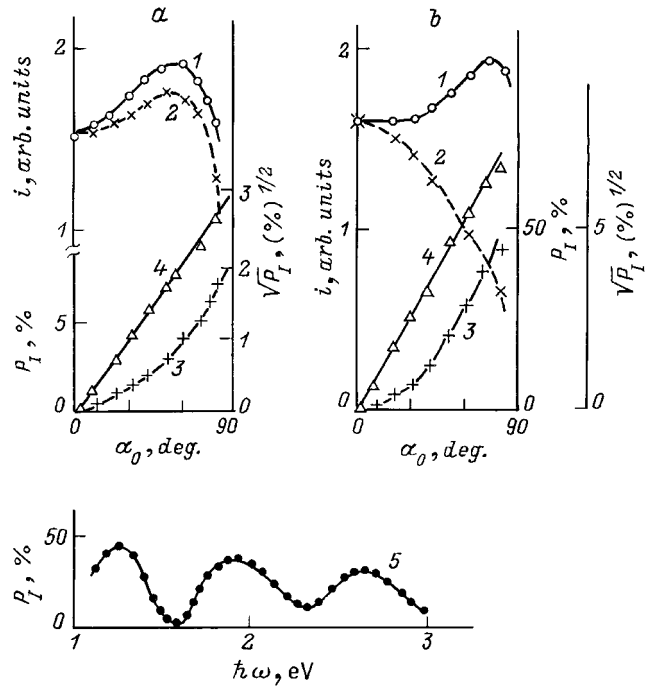 a
2
1
2
i, arb. units
1
3
√P_I, (%)^1/2
2
4
5
1
P_I, %
3
0
0
0
90
α_0, deg.
b
2
1
2
i, arb. units
1
4
50
P_I, %
5
√P_I, (%)^1/2
3
0
0
0
0
90
α_0, deg.
50
5
P_I, %
0
1
2
3
ħω, eV